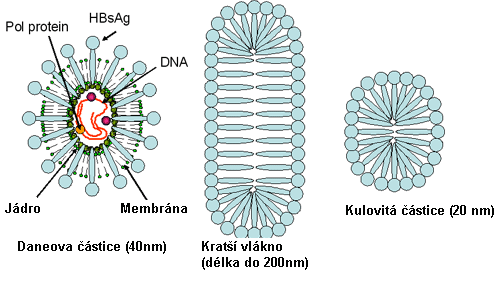 HBsAg
Pol protein
DNA
Jádro
Membrána
Daneova částice (40nm)
Kratší vlákno
(délka do 200nm)
Kulovitá částice (20 nm)